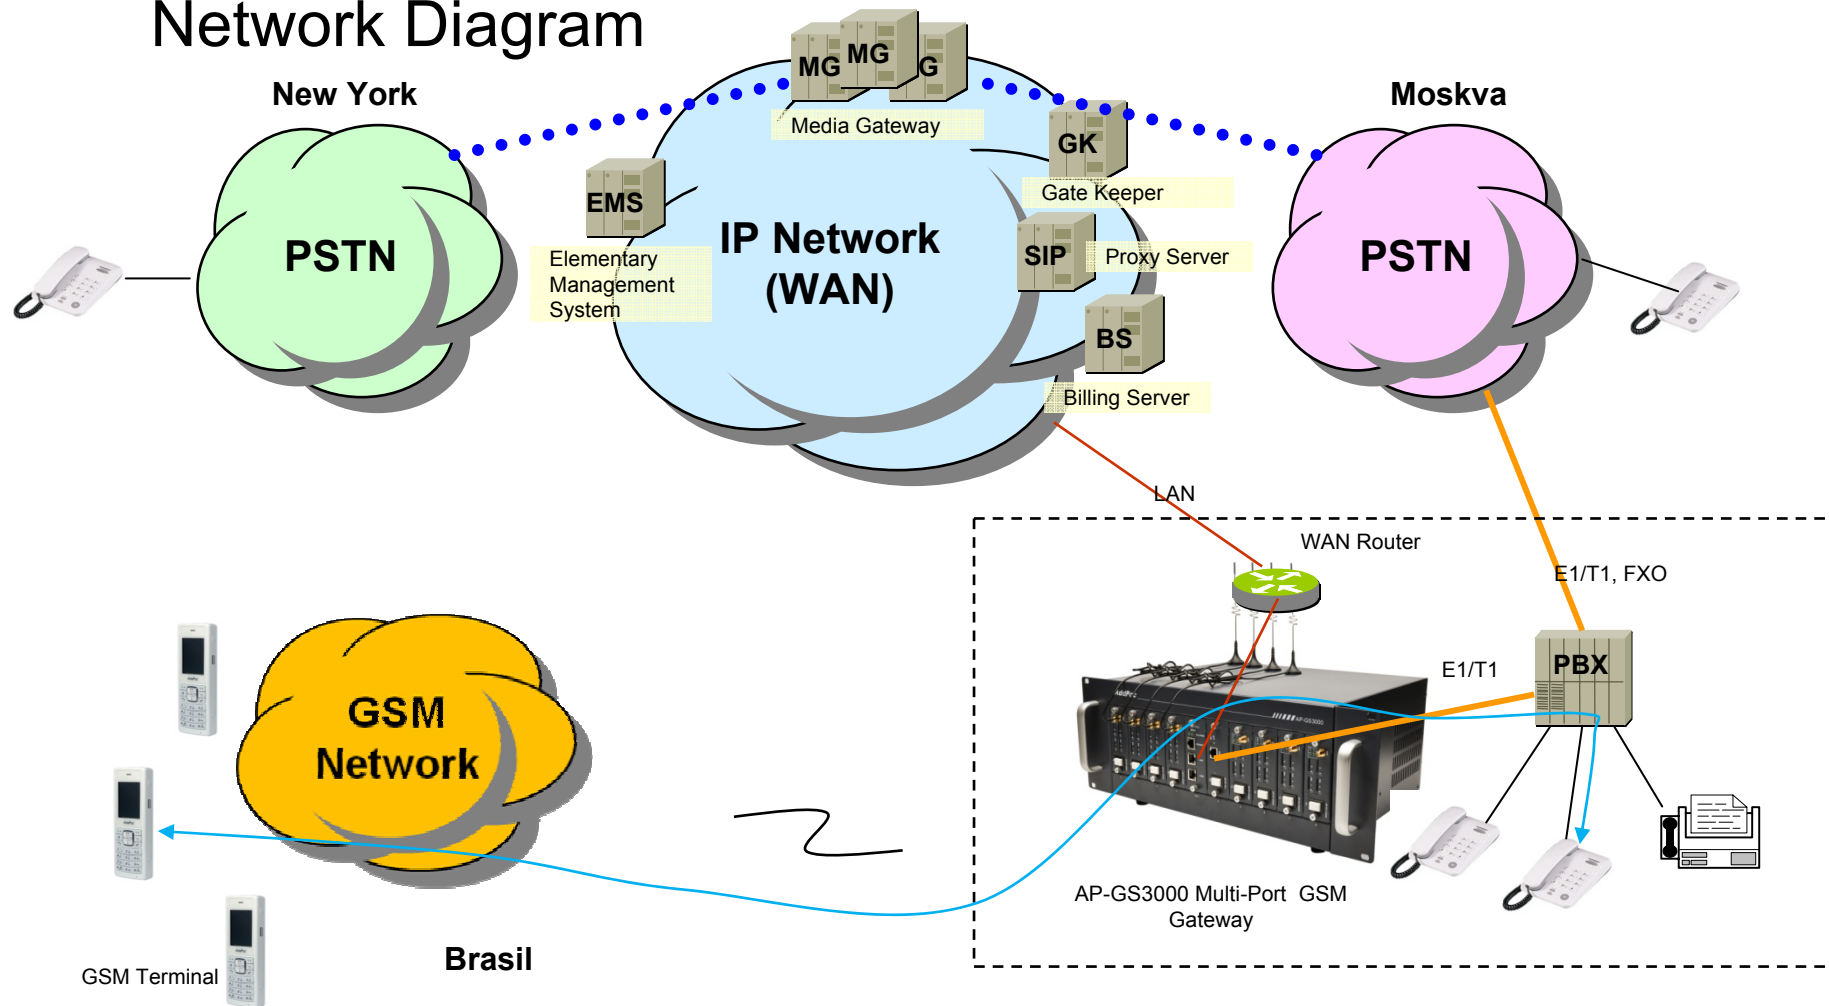 Network Diagram
New York
MG
MG
G
Media Gateway
Moskva
GK
Gate Keeper
EMS
Elementary
Management
System
PSTN
IP Network
(WAN)
SIP
Proxy Server
PSTN
BS
Billing Server
LAN
WAN Router
E1/T1, FXO
PBX
E1/T1
GSM
Network
AP-GS3000
AP-GS3000 Multi-Port GSM
Gateway
Brasil
GSM Terminal